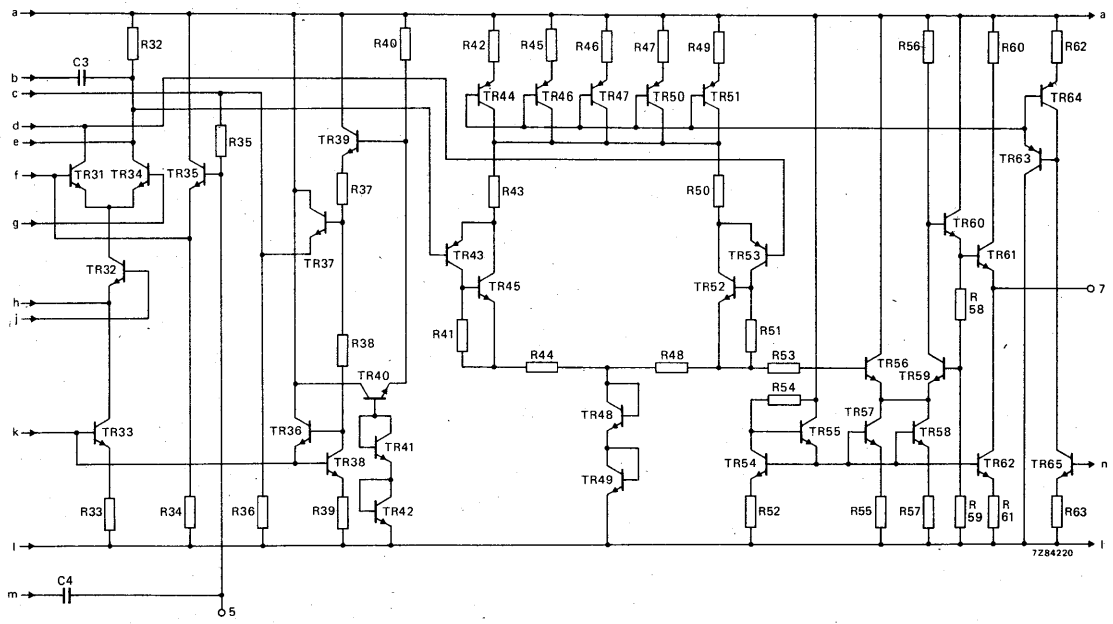 a
a
R32
R40
R42
R45
R46
R47
R49
R56
R60
R62
b
C3
c
TR44
TR46
TR47
TR50
TR51
TR64
d
e
R35
TR39
TR63
f
TR31
TR34
TR35
R37
R43
R50
g
TR60
TR37
TR43
TR53
TR61
TR32
h
TR45
TR52
7
j
R
58
R41
R51
R38
R44
R48
R53
TR56
TR59
TR40
R54
TR48
TR57
k
TR33
TR36
TR41
TR55
TR58
TR38
TR49
TR54
TR62
TR65
n
R33
R34
R36
R39
TR42
R52
R55
R57
R
59
R
61
R63
l
l
7Z84220
C4
m
5